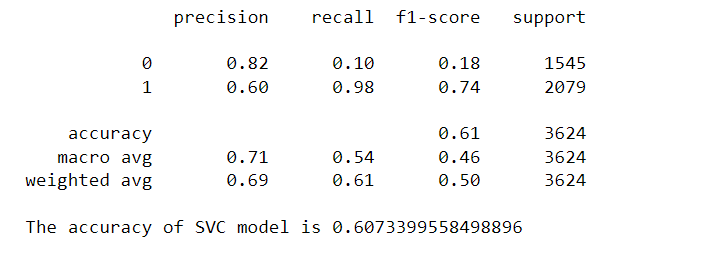 precision recall f1-score support
0 0.82 0.10 0.18 1545
1 0.60 0.98 0.74 2079
accuracy 0.61 3624
macro avg 0.71 0.54 0.46 3624
weighted avg 0.69 0.61 0.50 3624
The accuracy of SVC model is 0.6073399558498896